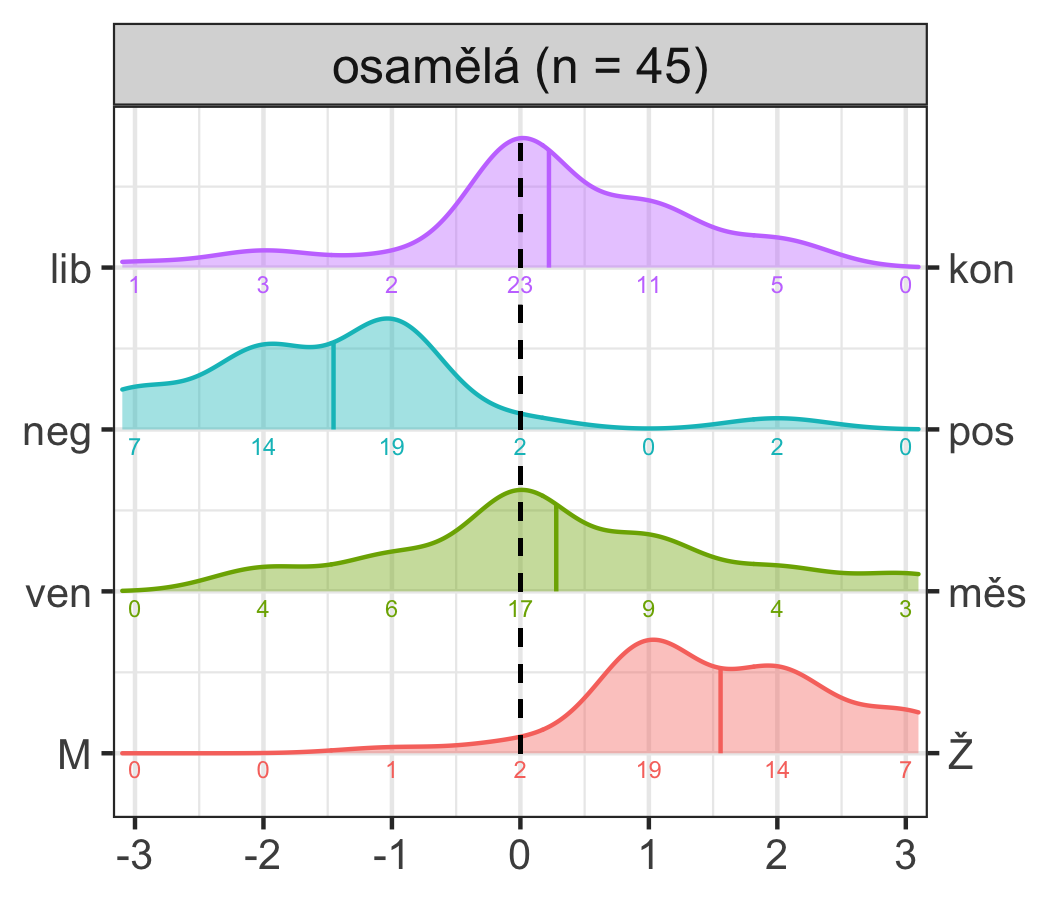 osamělá (n = 45)
lib kon
1 3 2 23 11 5 0
neg pos
7 14 19 2 0 2 0
ven měs
0 4 6 17 9 4 3
M Ž
0 0 1 2 19 14 7
-3 -2 -1 0 1 2 3